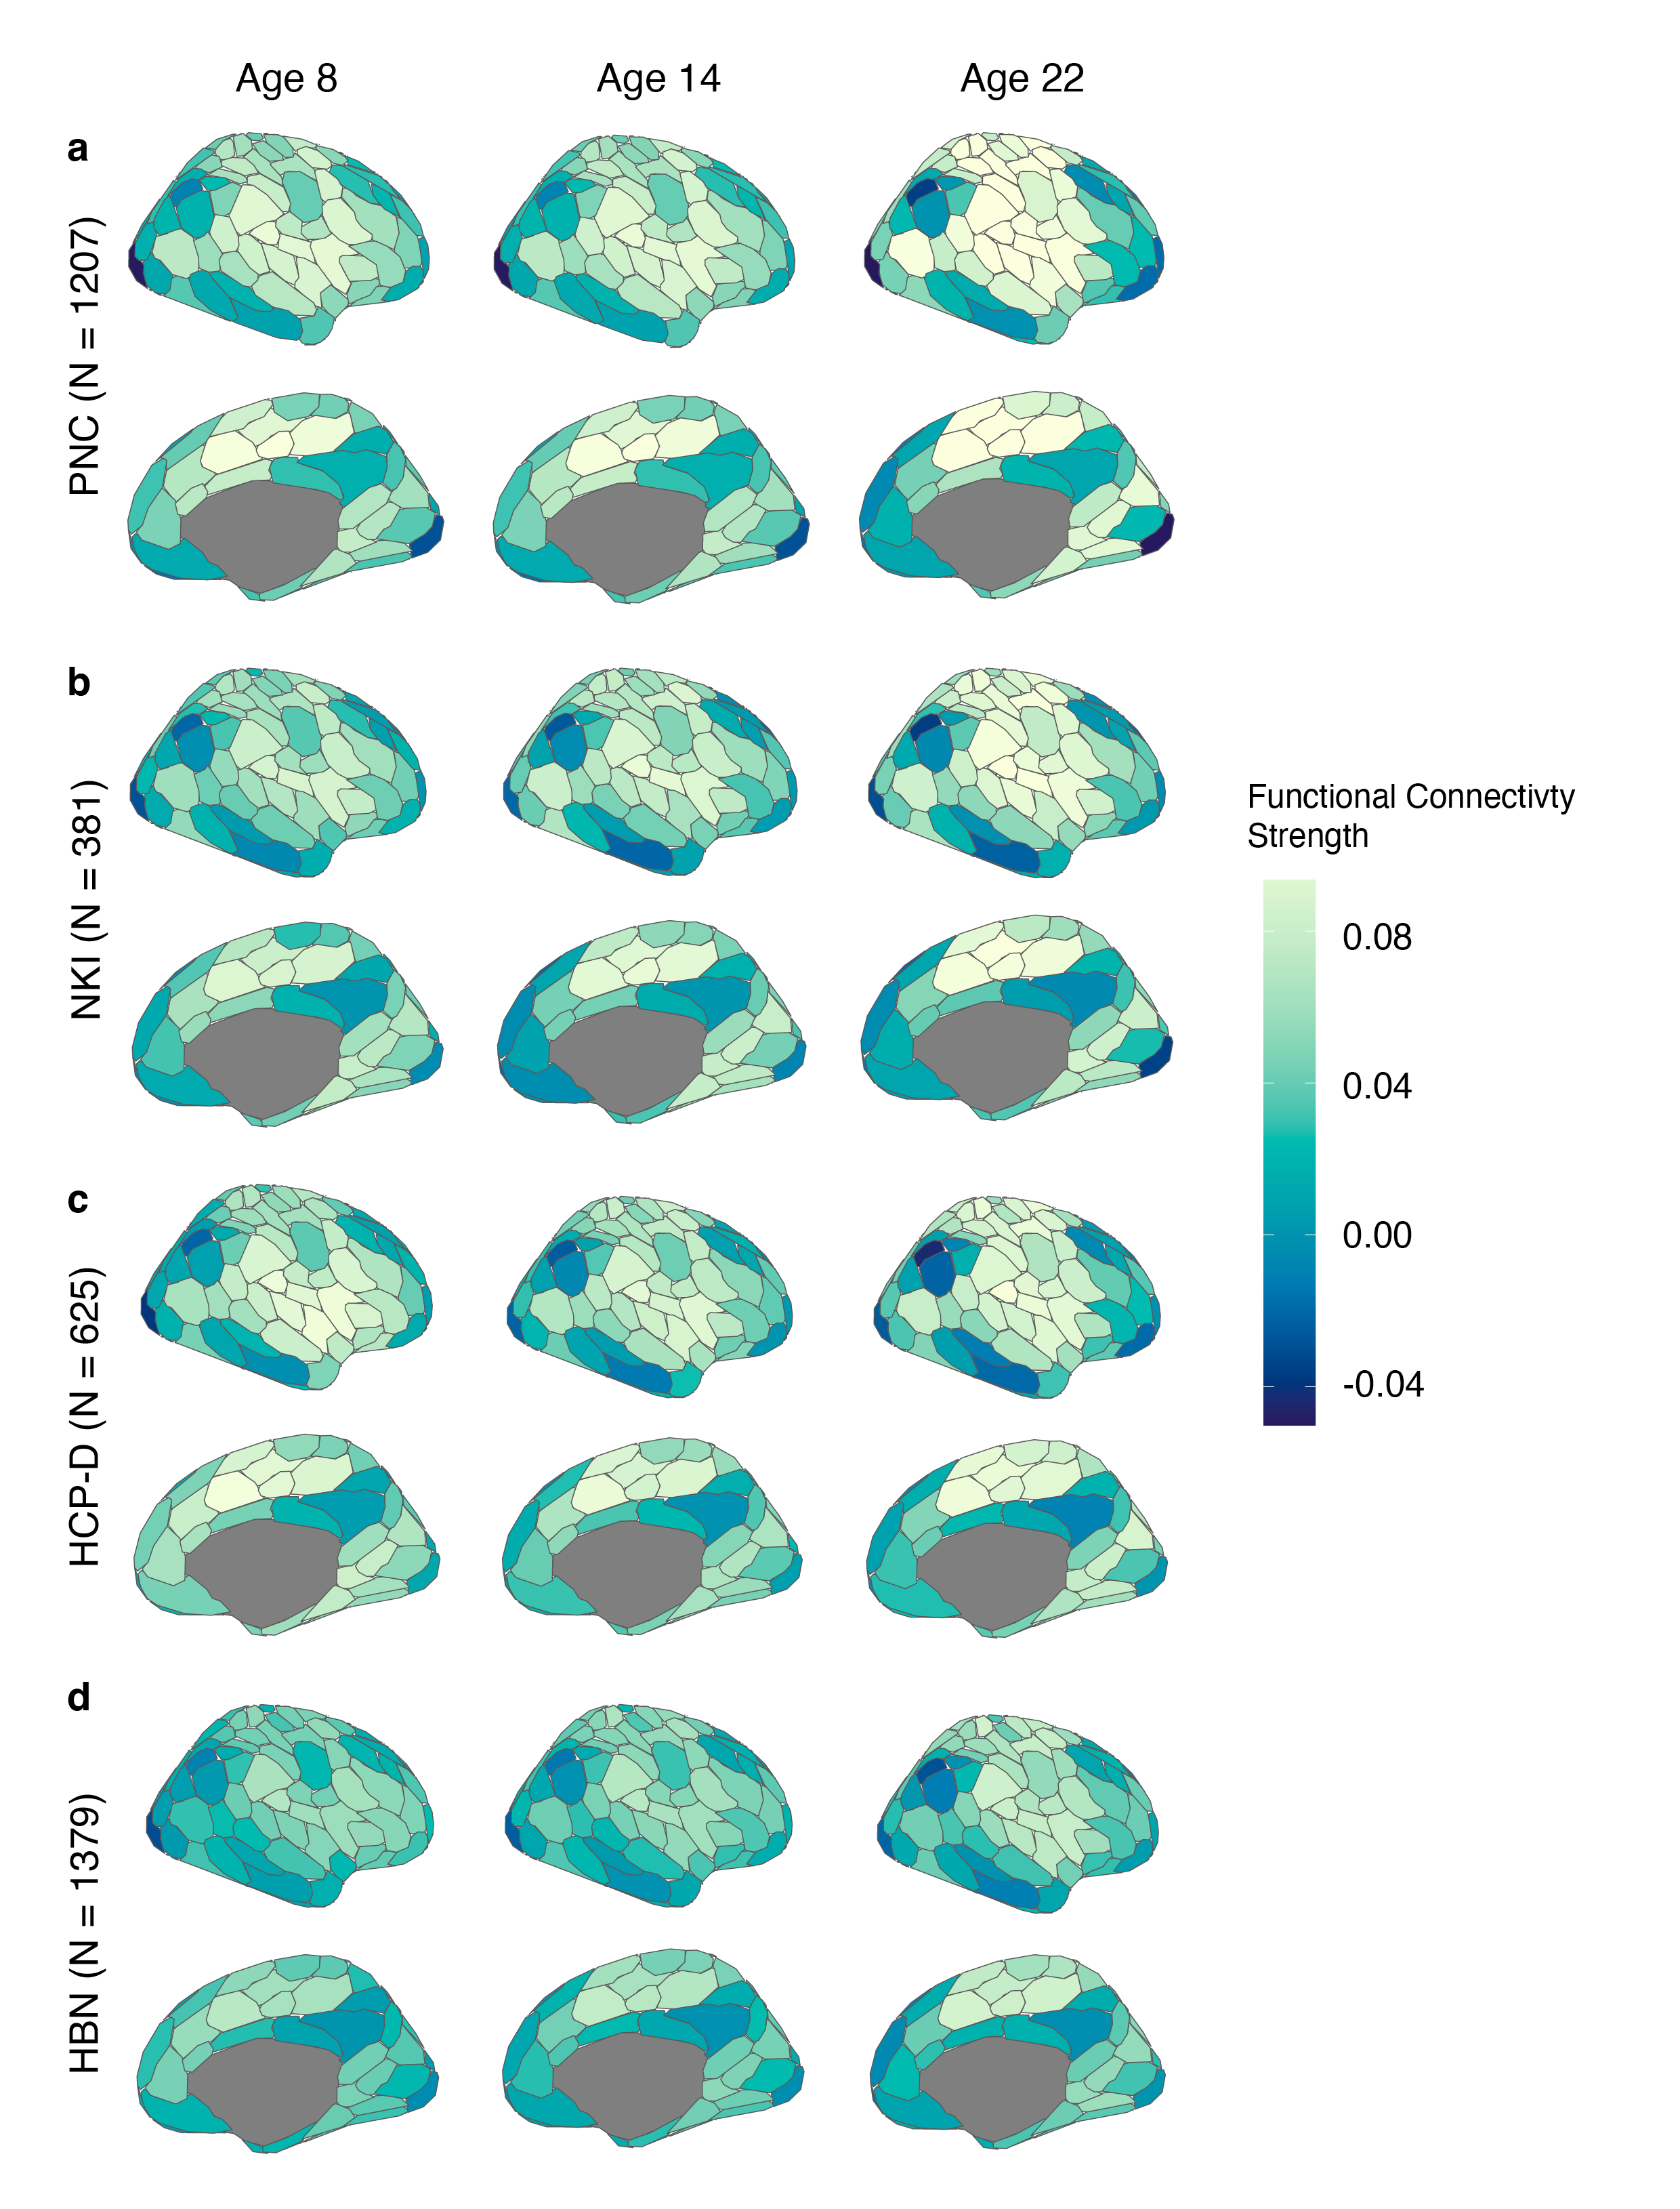 Age 8
Age 14
Age 22
a
PNC (N = 1207)
b
NKI (N = 381)
c
HCP-D (N = 625)
d
HBN (N = 1379)
Functional Connectivty
Strength
0.08
0.04
0.00
-0.04